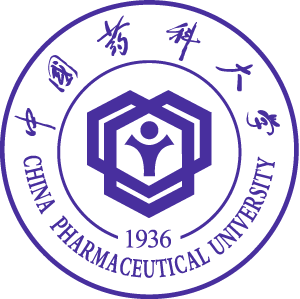 中国药科大学
1936
CHINA PHARMACEUTICAL UNIVERSITY